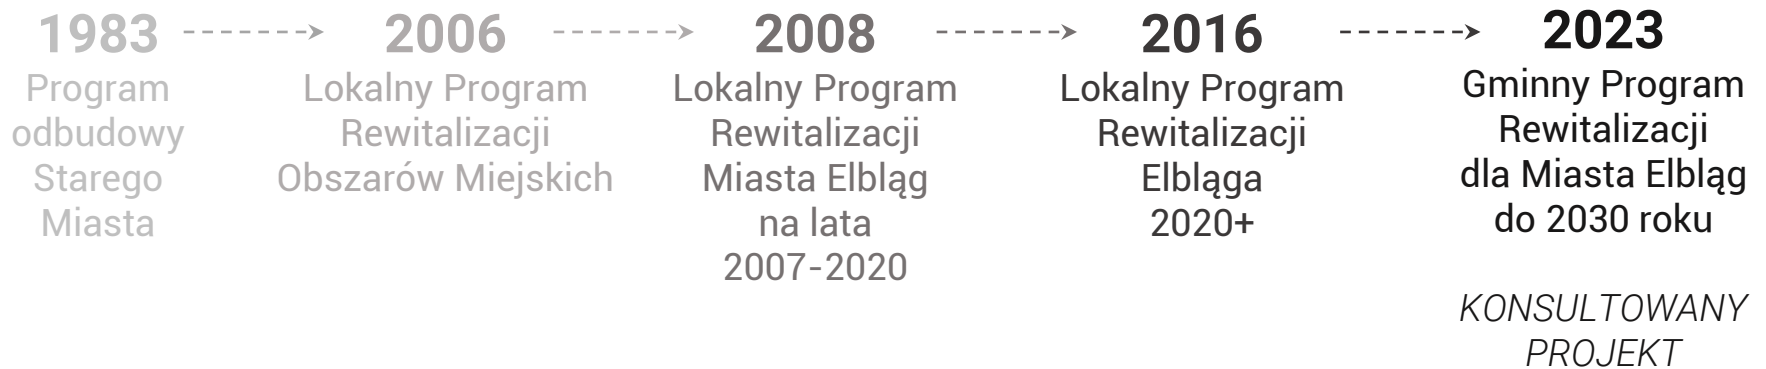 1983
Program
odbudowy
Starego
Miasta
2006
Lokalny Program
Rewitalizacji
Obszarów Miejskich
2008
Lokalny Program
Rewitalizacji
Miasta Elbląg
na lata
2007-2020
2016
Lokalny Program
Rewitalizacji
Elbląga
2020+
2023
Gminny Program
Rewitalizacji
dla Miasta Elbląg
do 2030 roku
KONSULTOWANY
PROJEKT